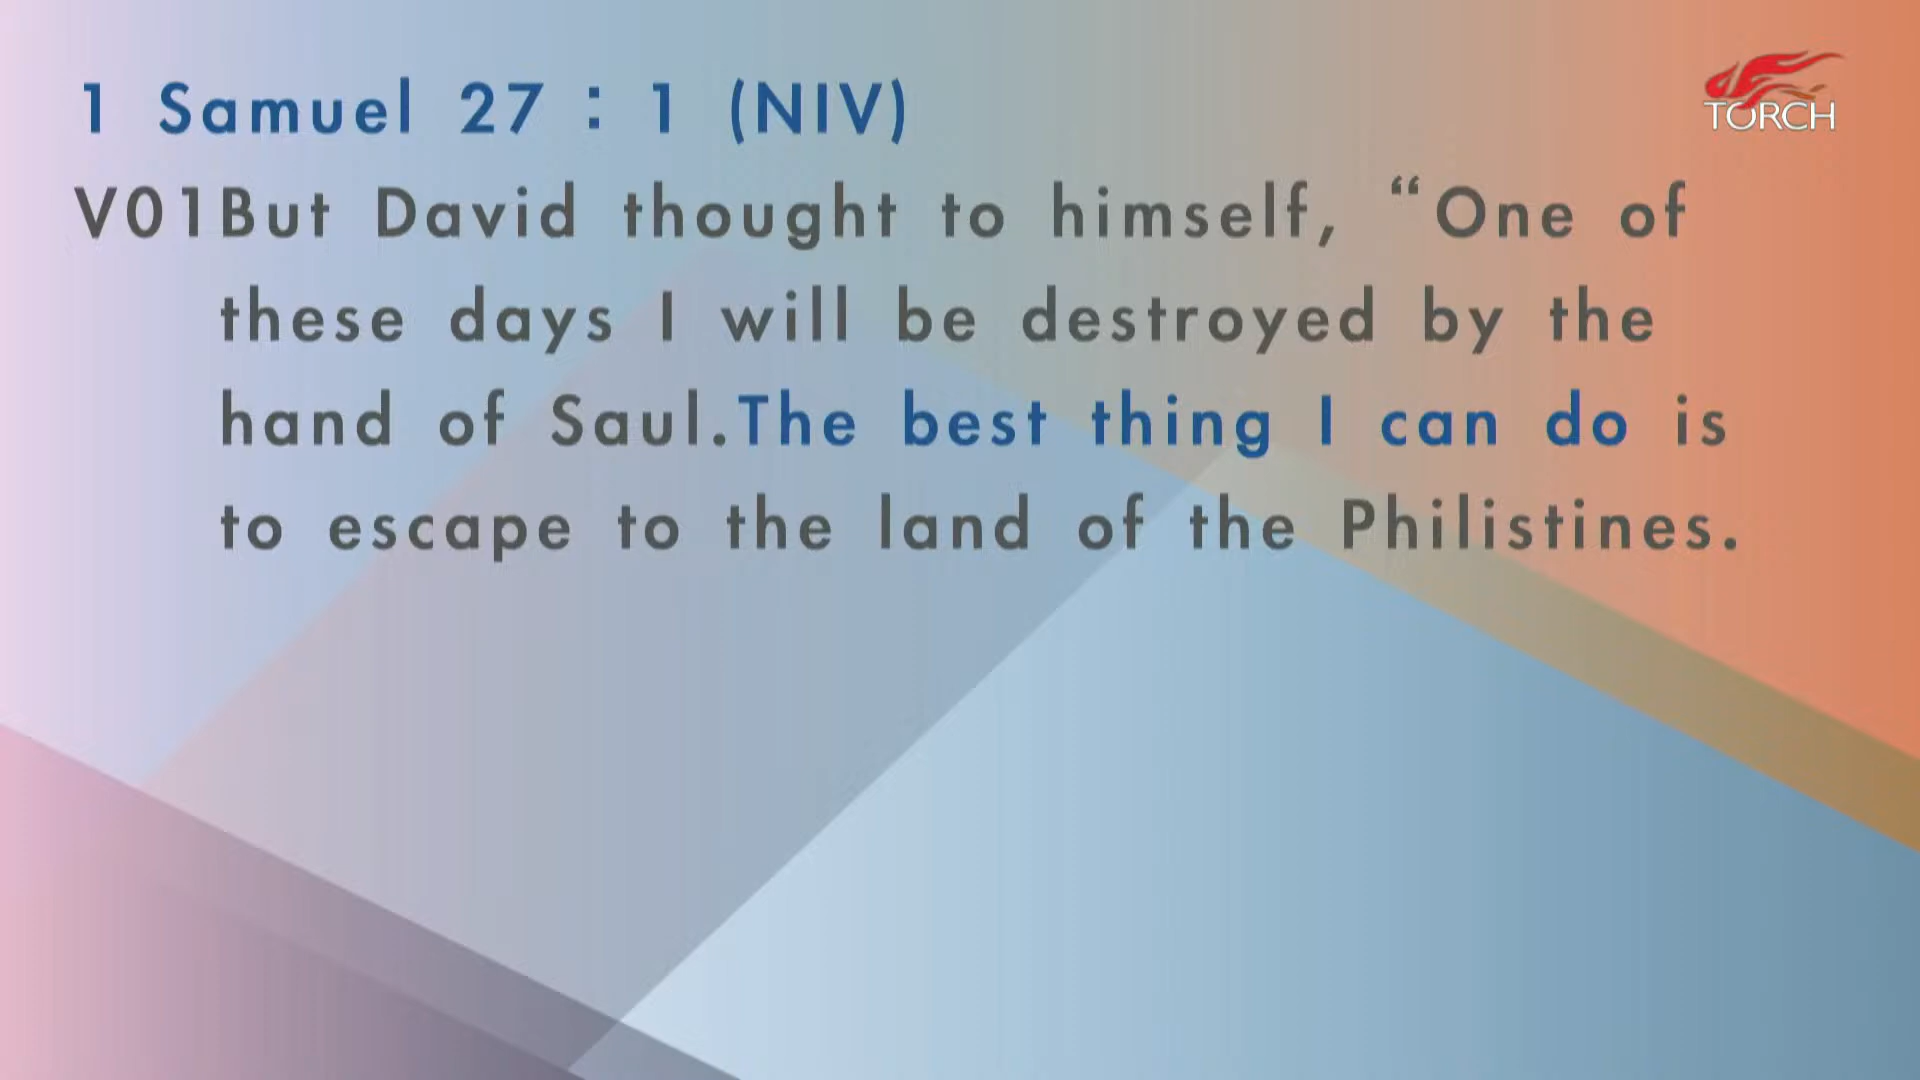 1 Samuel 27 : 1 (NIV)
TORCH
V01But David thought to himself, “One of
these days I will be destroyed by the
hand of Saul.The best thing I can do is
to escape to the land of the Philistines.